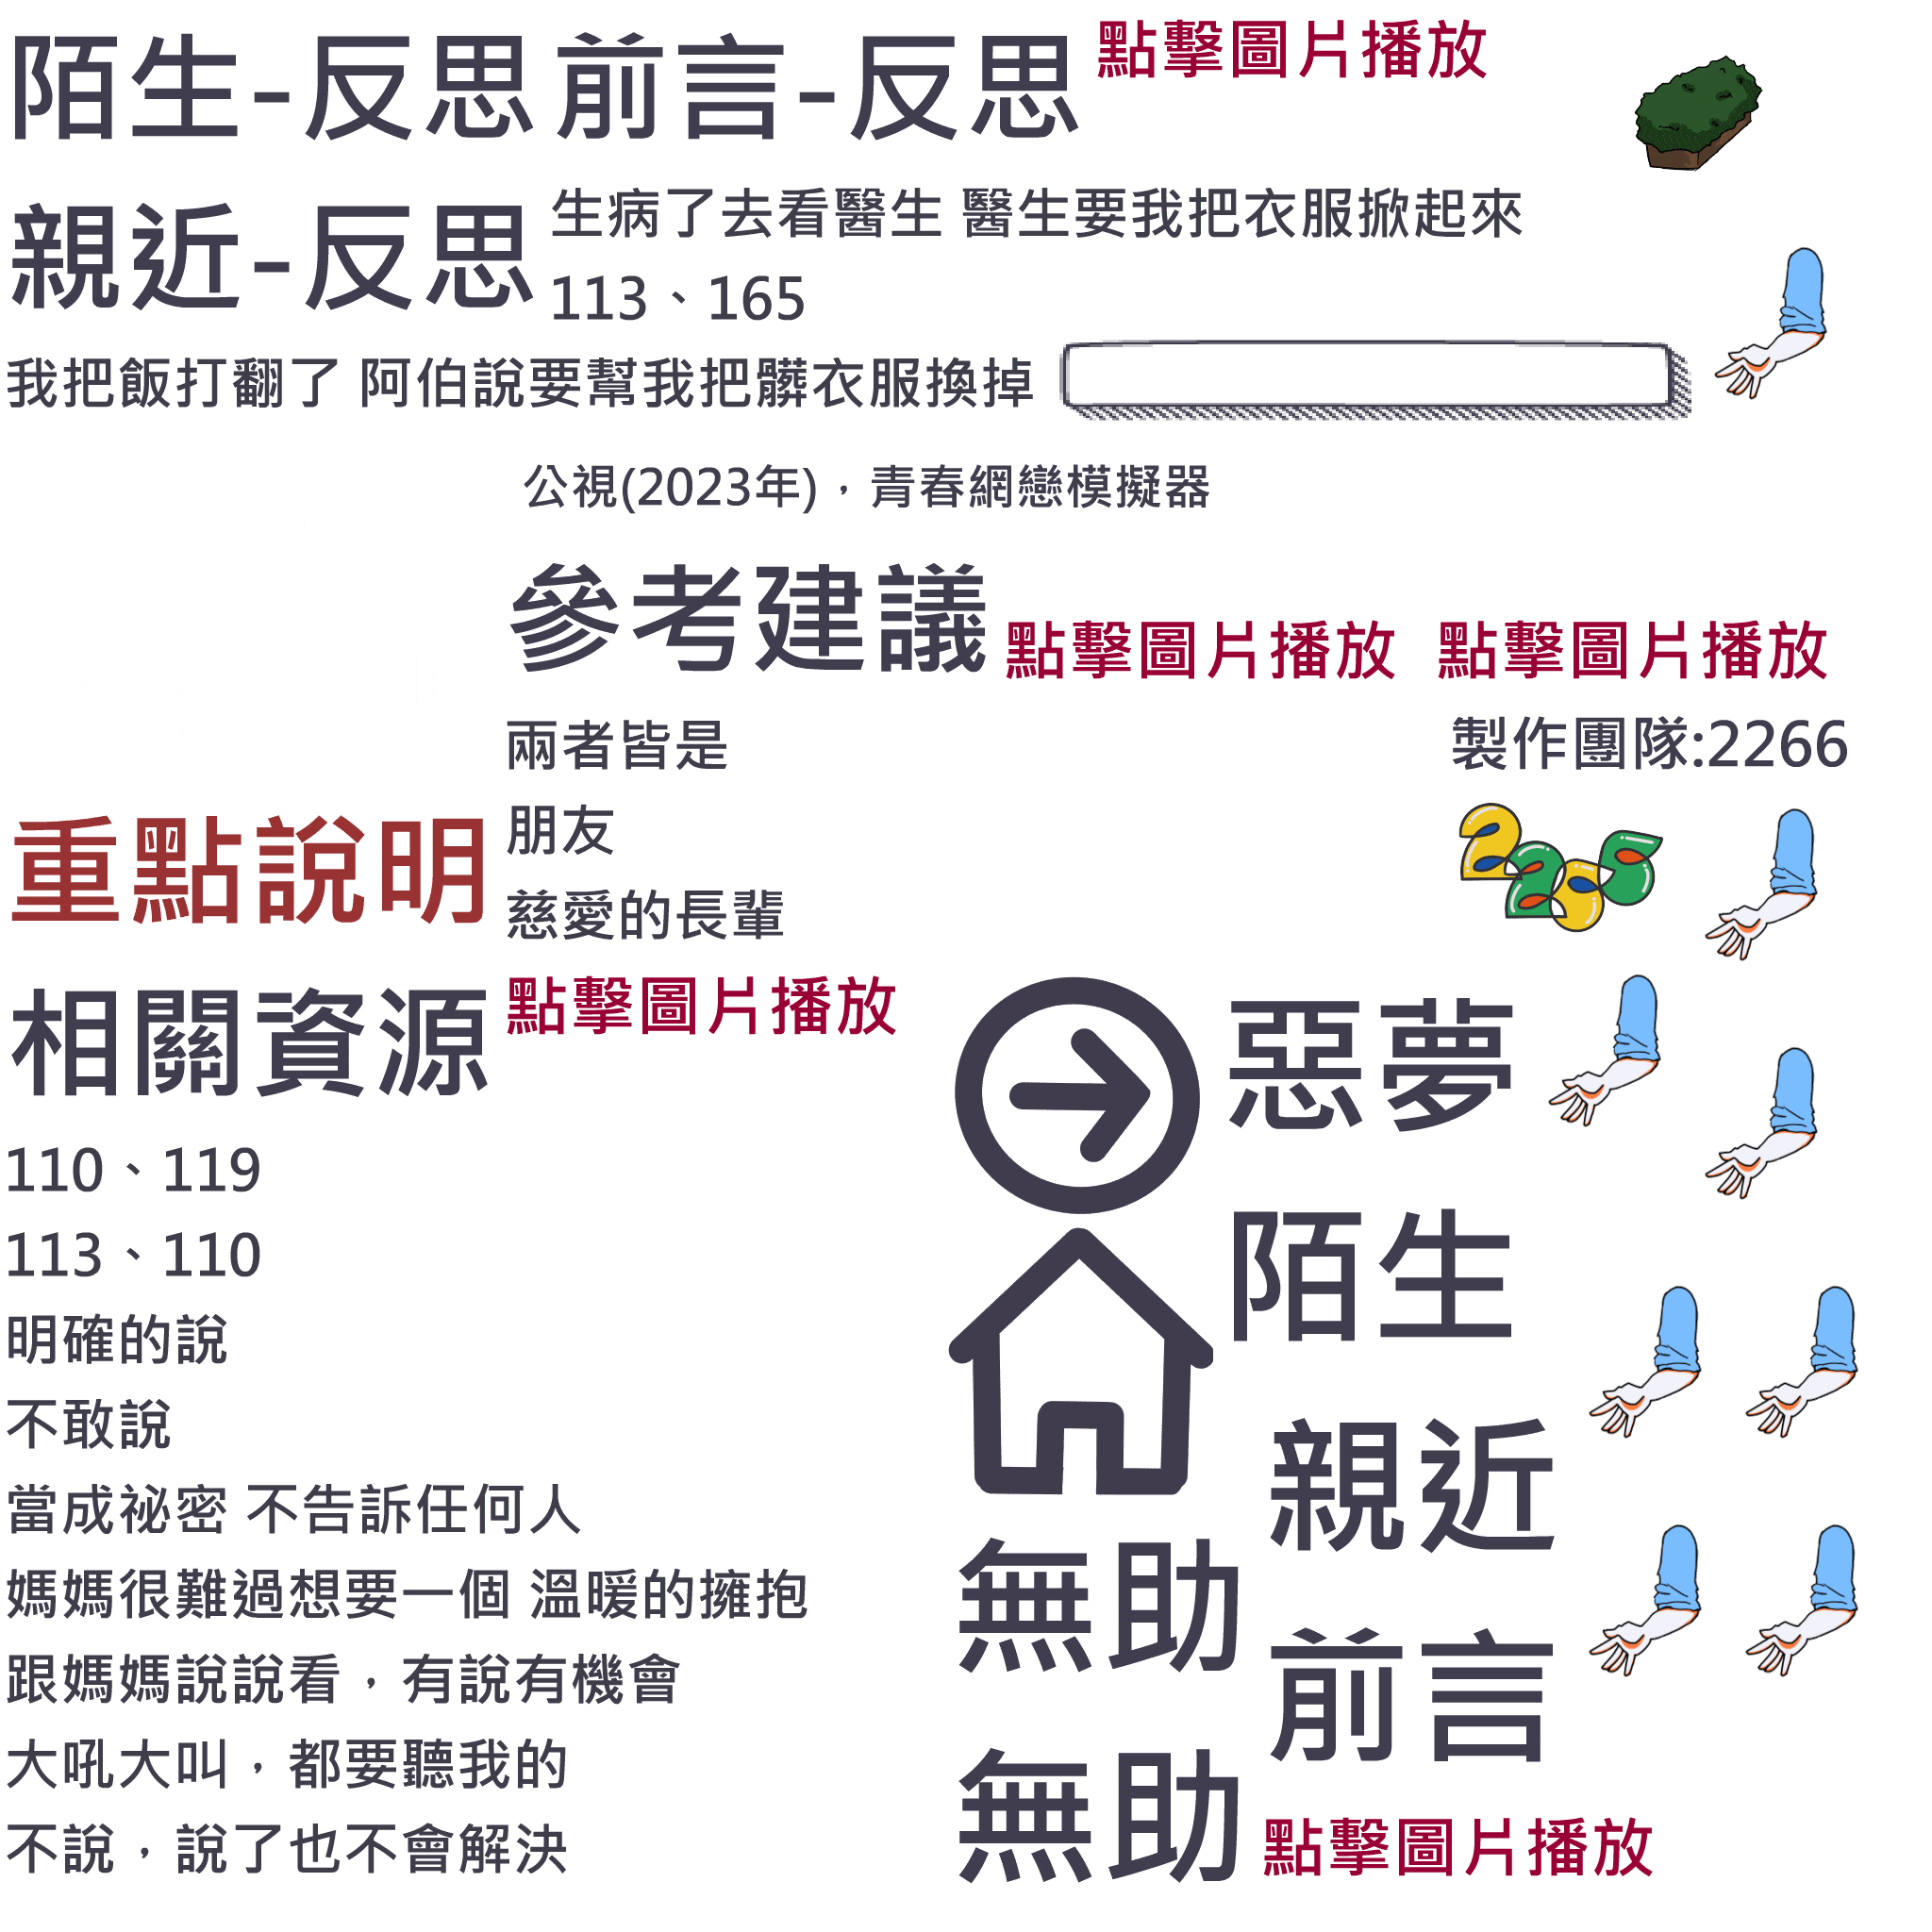 陌生-反思
前言-反思
點擊圖片播放
親近-反思
生病了去看醫生 醫生要我把衣服掀起來
113、165
我把飯打翻了 阿伯說要幫我把髒衣服換掉
公視(2023年)，青春網戀模擬器
參考建議
點擊圖片播放
點擊圖片播放
兩者皆是
製作團隊:2266
朋友
2266
重點說明
慈愛的長輩
相關資源
點擊圖片播放
惡夢
110、119
113、110
陌生
明確的說
不敢說
親近
當成祕密 不告訴任何人
媽媽很難過想要一個 溫暖的擁抱
無助
跟媽媽說說看，有說有機會
前言
大吼大叫，都要聽我的
無助
不說，說了也不會解決
點擊圖片播放